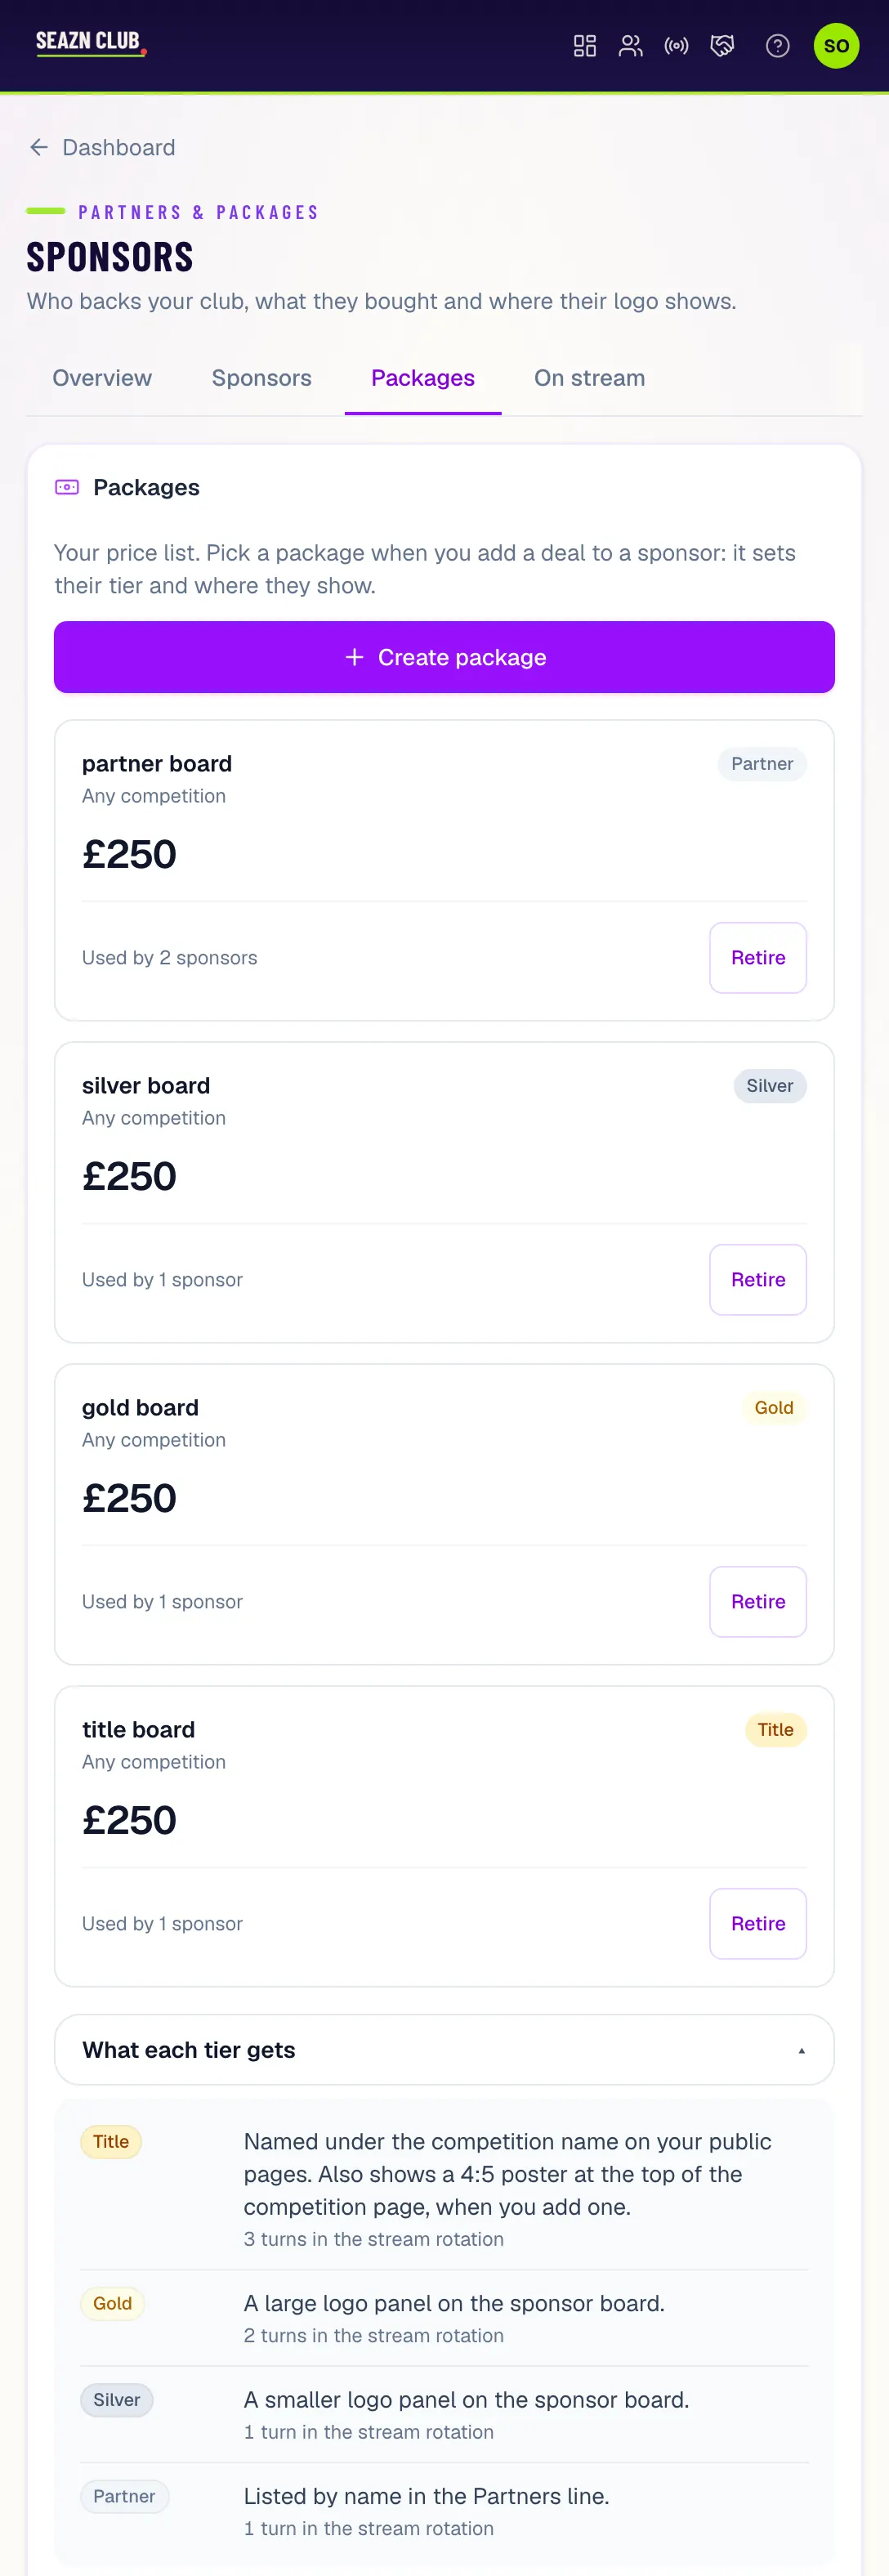 SEAZN CLUB.
SO
Dashboard
PARTNERS & PACKAGES
SPONSORS
Who backs your club, what they bought and where their logo shows.
Overview
Sponsors
Packages
On stream
Packages
Your price list. Pick a package when you add a deal to a sponsor: it sets
their tier and where they show.
+ Create package
partner board
Partner
Any competition
£250
Used by 2 sponsors
Retire
silver board
Silver
Any competition
£250
Used by 1 sponsor
Retire
gold board
Gold
Any competition
£250
Used by 1 sponsor
Retire
title board
Title
Any competition
£250
Used by 1 sponsor
Retire
What each tier gets
Title
Named under the competition name on your public
pages. Also shows a 4:5 poster at the top of the
competition page, when you add one.
3 turns in the stream rotation
Gold
A large logo panel on the sponsor board.
2 turns in the stream rotation
Silver
A smaller logo panel on the sponsor board.
1 turn in the stream rotation
Partner
Listed by name in the Partners line.
1 turn in the stream rotation